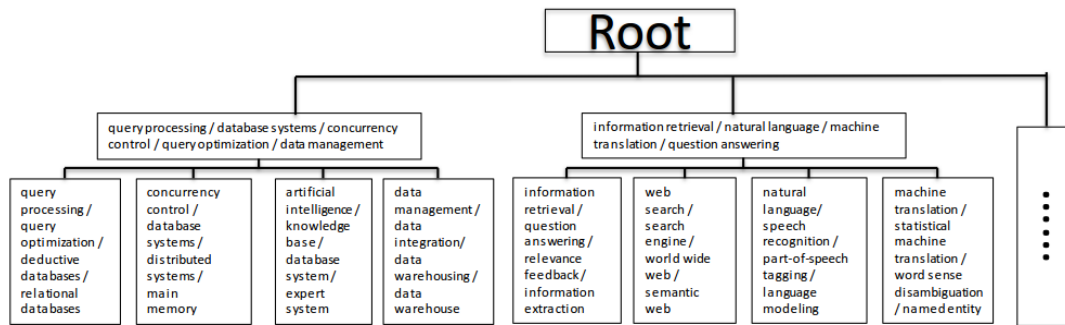 Root
query processing / database systems / concurrency
control / query optimization / data management
information retrieval / natural language / machine
translation / question answering
query
processing /
query
optimization /
deductive
databases /
relational
databases
concurrency
control /
database
systems /
distributed
systems /
main
memory
artificial
intelligence /
knowledge
base /
database
system /
expert
system
data
management /
data
integration/
data
warehousing /
data
warehouse
information
retrieval /
question
answering /
relevance
feedback /
information
extraction
web
search /
search
engine /
world wide
web /
semantic
web
natural
language/
speech
recognition /
part-of-speech
tagging /
language
modeling
machine
translation /
statistical
machine
translation /
word sense
disambiguation
/ named entity